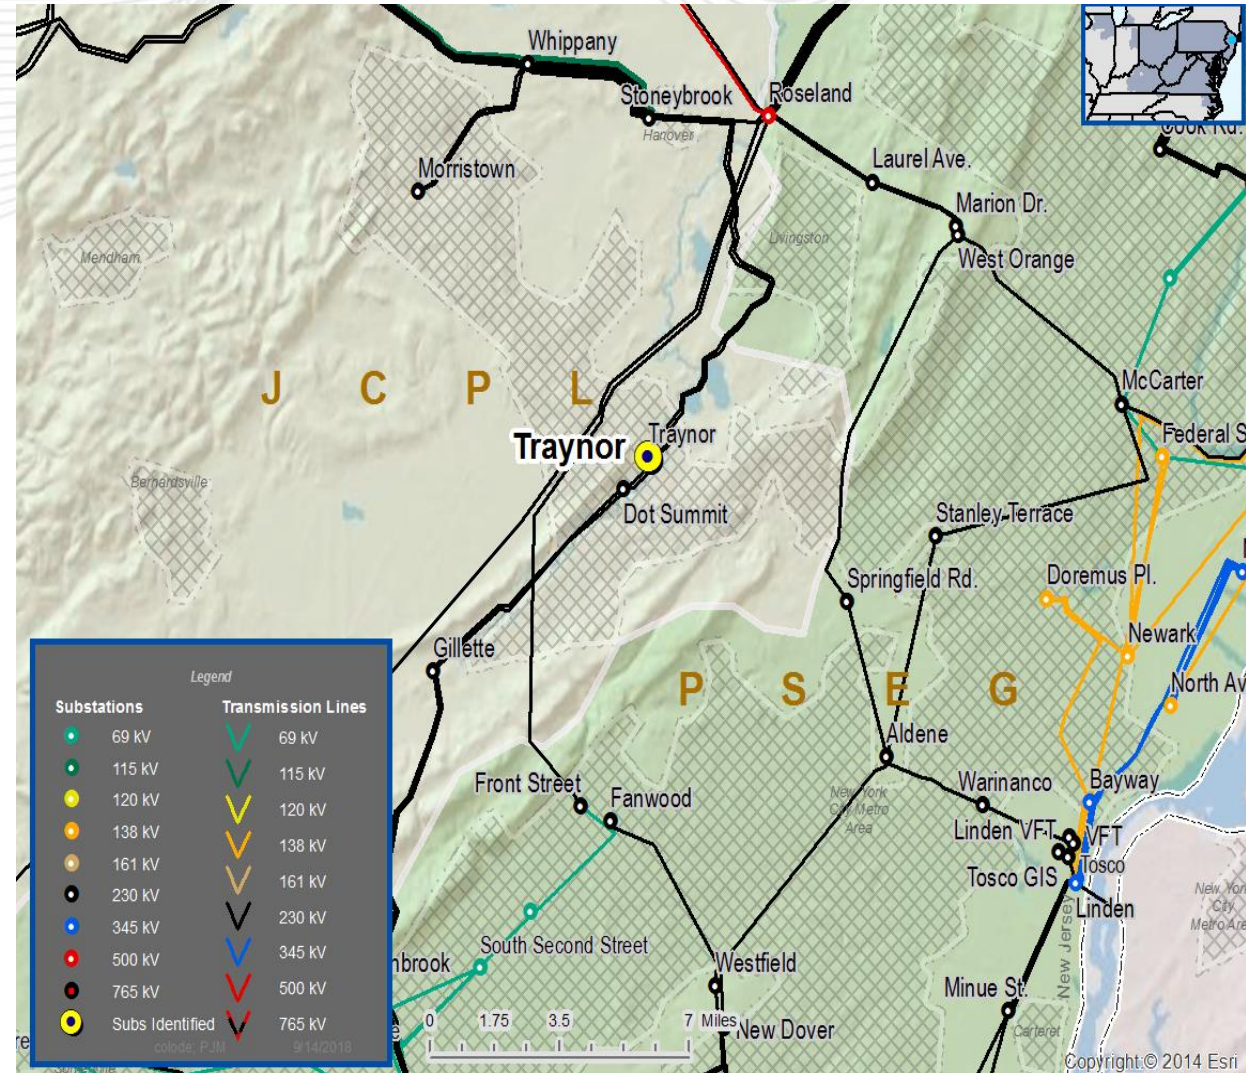 Whippany
Stoneybrook
Roseland
Hanover
Cook Rd.
Laurel Ave.
Morristown
Marion Dr.
Livingston
West Orange
Mendham
J C P L
McCarter
Traynor
Traynor
Federal S
Bernardsville
Dot Summit
Stanley Terrace
Springfield Rd.
Doremus Pl.
Newark
Gillette
P S E G
North Av
Aldene
Front Street
Fanwood
New York
City Metro
Area
Warinanco
Bayway
Linden VFT
VFT
Tosco
Tosco GIS
Linden
New York
City
Metro Are
nbrook
South Second Street
Westfield
New Jersey
Minue St.
New Dover
Carteret
Legend
Substations
Transmission Lines
69 kV
69 kV
115 kV
115 kV
120 kV
120 kV
138 kV
138 kV
161 kV
161 kV
230 kV
230 kV
345 kV
345 kV
500 kV
500 kV
765 kV
765 kV
Subs Identified
colode; PJM
9/14/2018
0 1.75 3.5 7 Miles
Copyright:© 2014 Esri